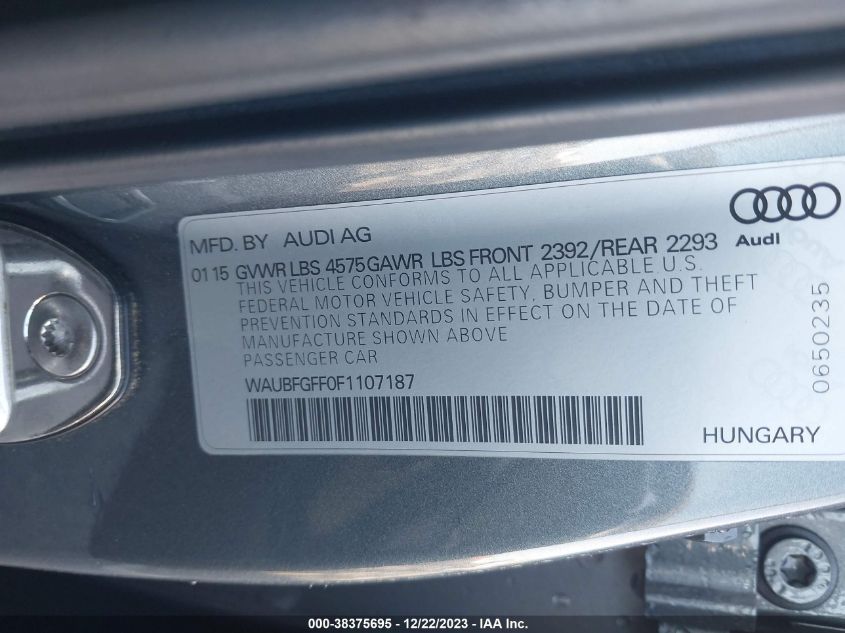 MFD. BY AUDI AG
Audi
01 15 GVWR LBS 4575 GAWR LBS FRONT 2392/REAR 2293
THIS VEHICLE CONFORMS TO ALL APPLICABLE U.S.
FEDERAL MOTOR VEHICLE SAFETY, BUMPER AND THEFT
PREVENTION STANDARDS IN EFFECT ON THE DATE OF
MANUFACTURE SHOWN ABOVE
PASSENGER CAR
WAUBFGFF0F1107187
HUNGARY
0650235
000-38375695 - 12/22/2023 - IAA Inc.